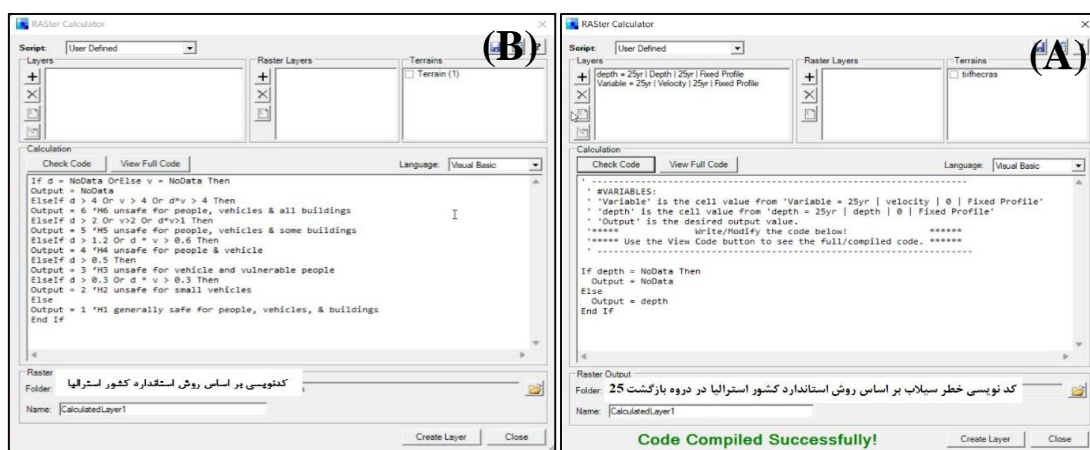 RASter Calculator
(B)
Script: User Defined
Layers
Raster Layers
Terrains
Terrain (1)
Calculation
Check Code
View Full Code
Language: Visual Basic
If d = NoData OrElse v = NoData Then
Output = NoData
ElseIf d > 4 Or v > 4 Or d*v > 4 Then
Output = 6 'H6 unsafe for people, vehicles & all buildings
ElseIf d > 2 Or v>2 Or d*v>1 Then
Output = 5 'H5 unsafe for people, vehicles & some buildings
ElseIf d > 1.2 Or d * v > 0.6 Then
Output = 4 'H4 unsafe for people & vehicle
ElseIf d > 0.5 Then
Output = 3 'H3 unsafe for vehicle and vulnerable people
ElseIf d > 0.3 Or d * v > 0.3 Then
Output = 2 'H2 unsafe for small vehicles
Else
Output = 1 'H1 generally safe for people, vehicles, & buildings
End If
Raster
Folder: کدنویسی بر اساس روش استاندارد کشور استرالیا
Name: CalculatedLayer1
Create Layer
Close
RASter Calculator
(A)
Script: User Defined
Layers
Raster Layers
Terrains
depth = 25yr | Depth | 25yr | Fixed Profile
Variable = 25yr | Velocity | 25yr | Fixed Profile
Calculation
Check Code
View Full Code
Language: Visual Basic
' #VARIABLES:
' 'Variable' is the cell value from 'Variable = 25yr | velocity | 0 | Fixed Profile'
' 'depth' is the cell value from 'depth = 25yr | depth | 0 | Fixed Profile'
' 'Output' is the desired output value.
'***** Write/Modify the code below! ******
'***** Use the View Code button to see the full/compiled code. ******
If depth = NoData Then
Output = NoData
Else
Output = depth
End If
Raster Output
Folder: کد نویسی خطر سیلاب بر اساس روش استاندارد کشور استرالیا در دروه بازگشت 25
Name: CalculatedLayer1
Code Compiled Successfully!
Create Layer
Close